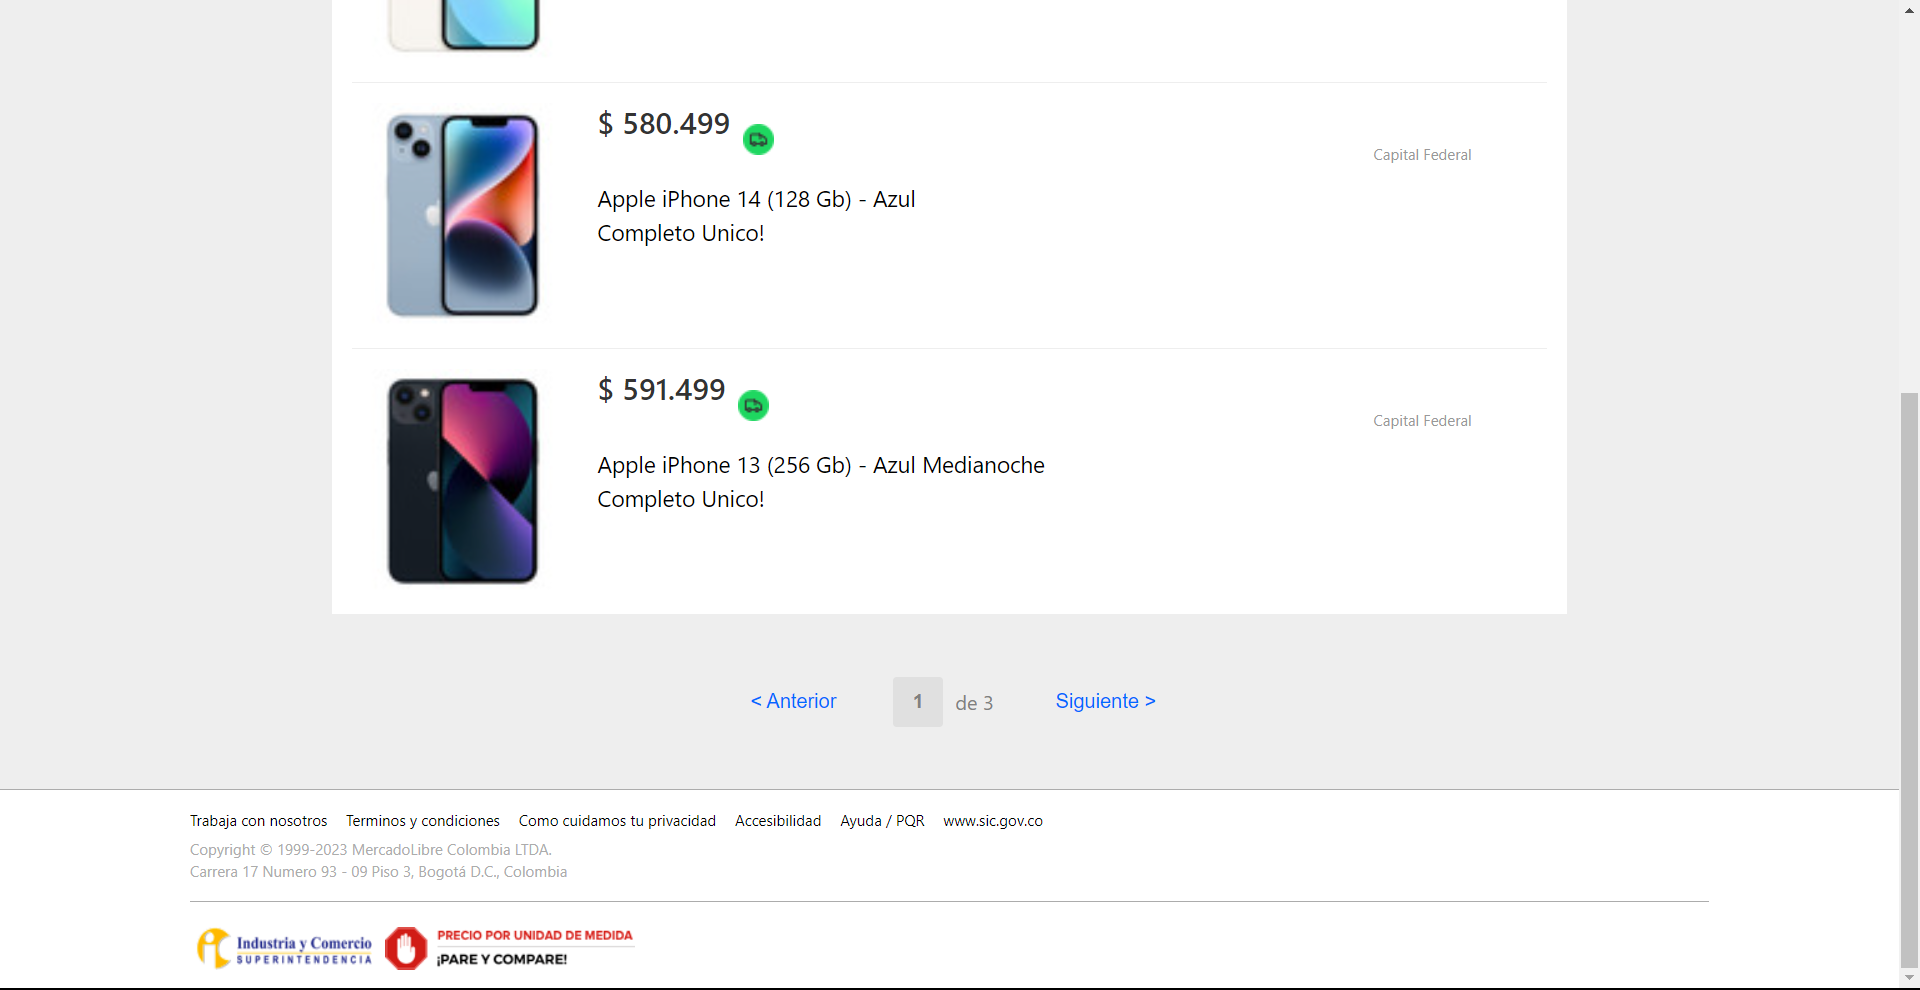 $ 580.499
Capital Federal
Apple iPhone 14 (128 Gb) - Azul
Completo Unico!
$ 591.499
Capital Federal
Apple iPhone 13 (256 Gb) - Azul Medianoche
Completo Unico!
< Anterior 1 de 3 Siguiente >
Trabaja con nosotros Terminos y condiciones Como cuidamos tu privacidad Accesibilidad Ayuda / PQR www.sic.gov.co
Copyright © 1999-2023 MercadoLibre Colombia LTDA.
Carrera 17 Numero 93 - 09 Piso 3, Bogotá D.C., Colombia
Industria y Comercio
SUPERINTENDENCIA
PRECIO POR UNIDAD DE MEDIDA
¡PARE Y COMPARE!